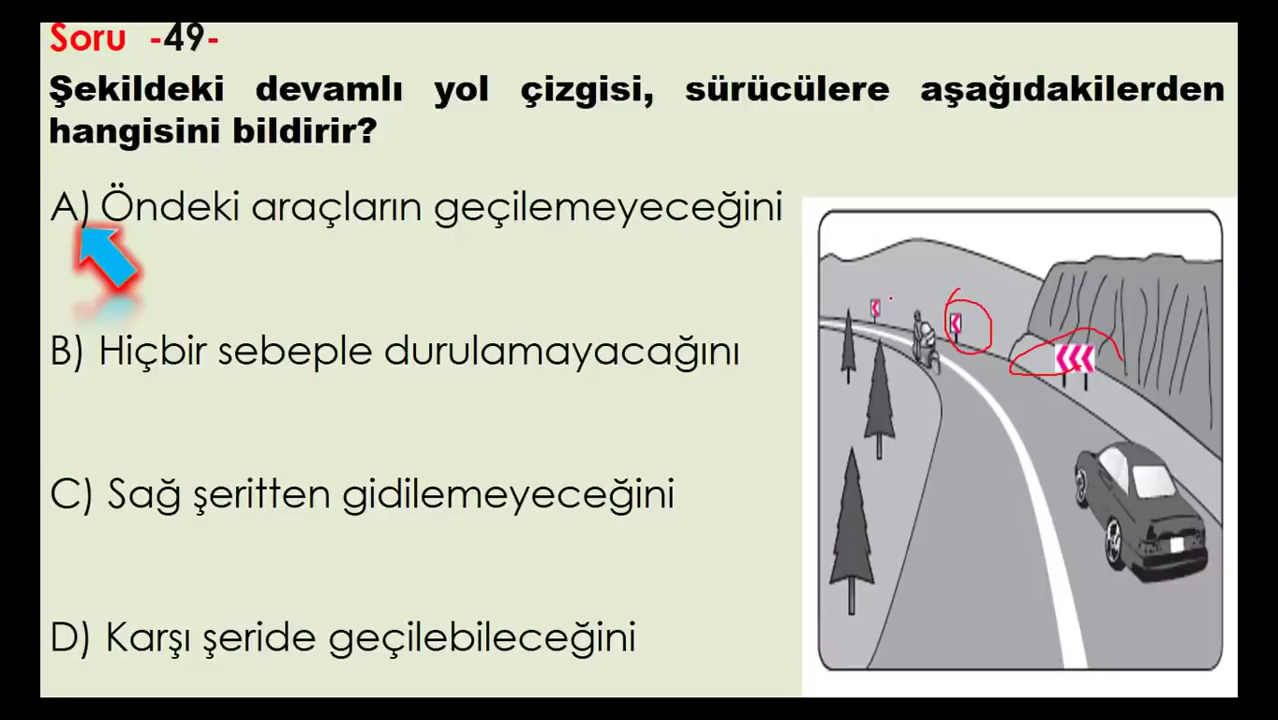 Soru -49-
Şekildeki devamlı yol çizgisi, sürücülere aşağıdakilerden
hangisini bildirir?
A) Öndeki araçların geçilemeyeceğini
B) Hiçbir sebeple durulamayacağını
C) Sağ şeritten gidilemeyeceğini
D) Karşı şeride geçilebileceğini